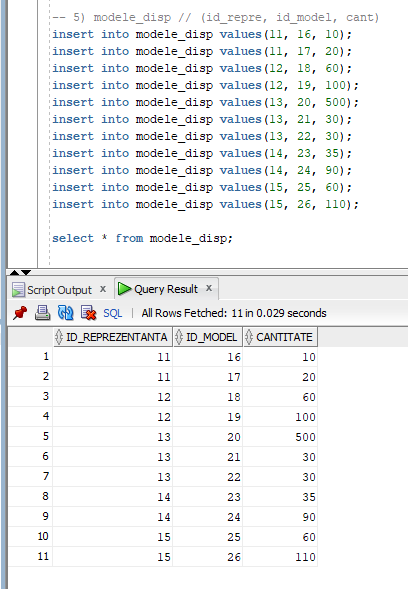 -- 5) modele_disp // (id_repre, id_model, cant)
insert into modele_disp values(11, 16, 10);
insert into modele_disp values(11, 17, 20);
insert into modele_disp values(12, 18, 60);
insert into modele_disp values(12, 19, 100);
insert into modele_disp values(13, 20, 500);
insert into modele_disp values(13, 21, 30);
insert into modele_disp values(13, 22, 30);
insert into modele_disp values(14, 23, 35);
insert into modele_disp values(14, 24, 90);
insert into modele_disp values(15, 25, 60);
insert into modele_disp values(15, 26, 110);
select * from modele_disp;
Script Output x Query Result x
SQL | All Rows Fetched: 11 in 0.029 seconds
ID_REPREZENTANTA ID_MODEL CANTITATE
1 11 16 10
2 11 17 20
3 12 18 60
4 12 19 100
5 13 20 500
6 13 21 30
7 13 22 30
8 14 23 35
9 14 24 90
10 15 25 60
11 15 26 110